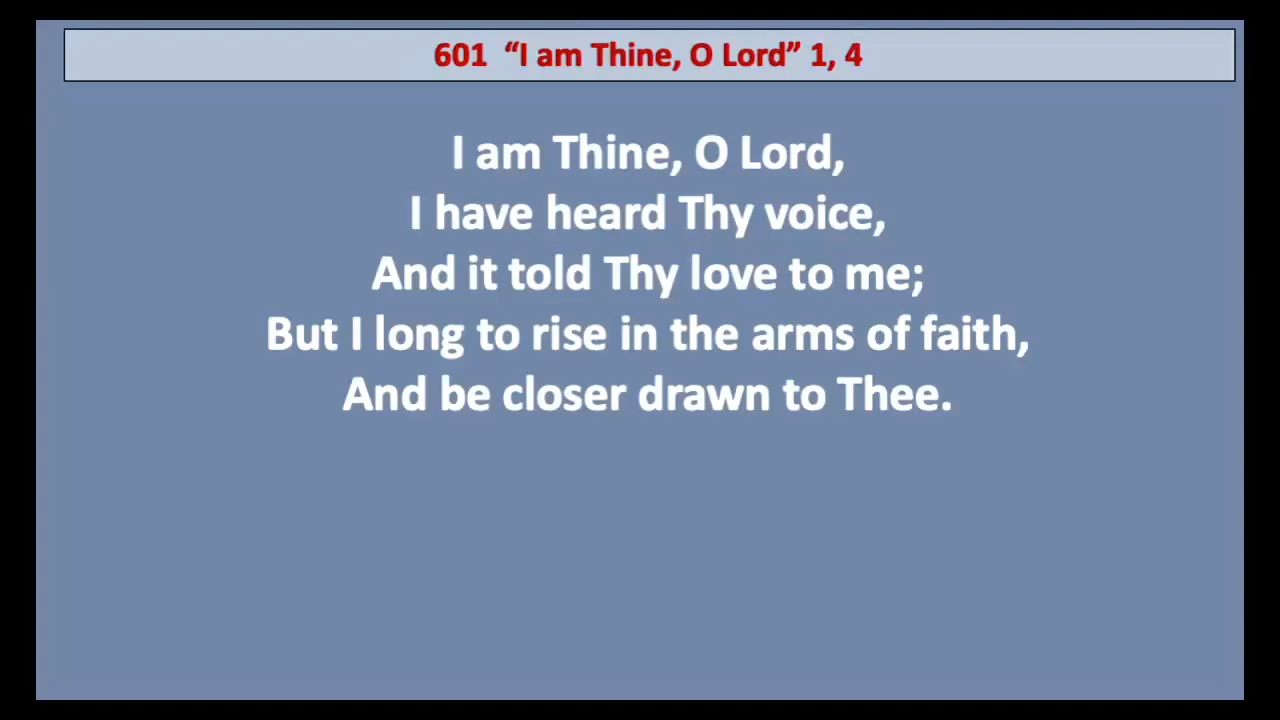 601  “I am Thine, O Lord” 1, 4
I am Thine, O Lord,
I have heard Thy voice,
And it told Thy love to me;
But I long to rise in the arms of faith,
And be closer drawn to Thee.